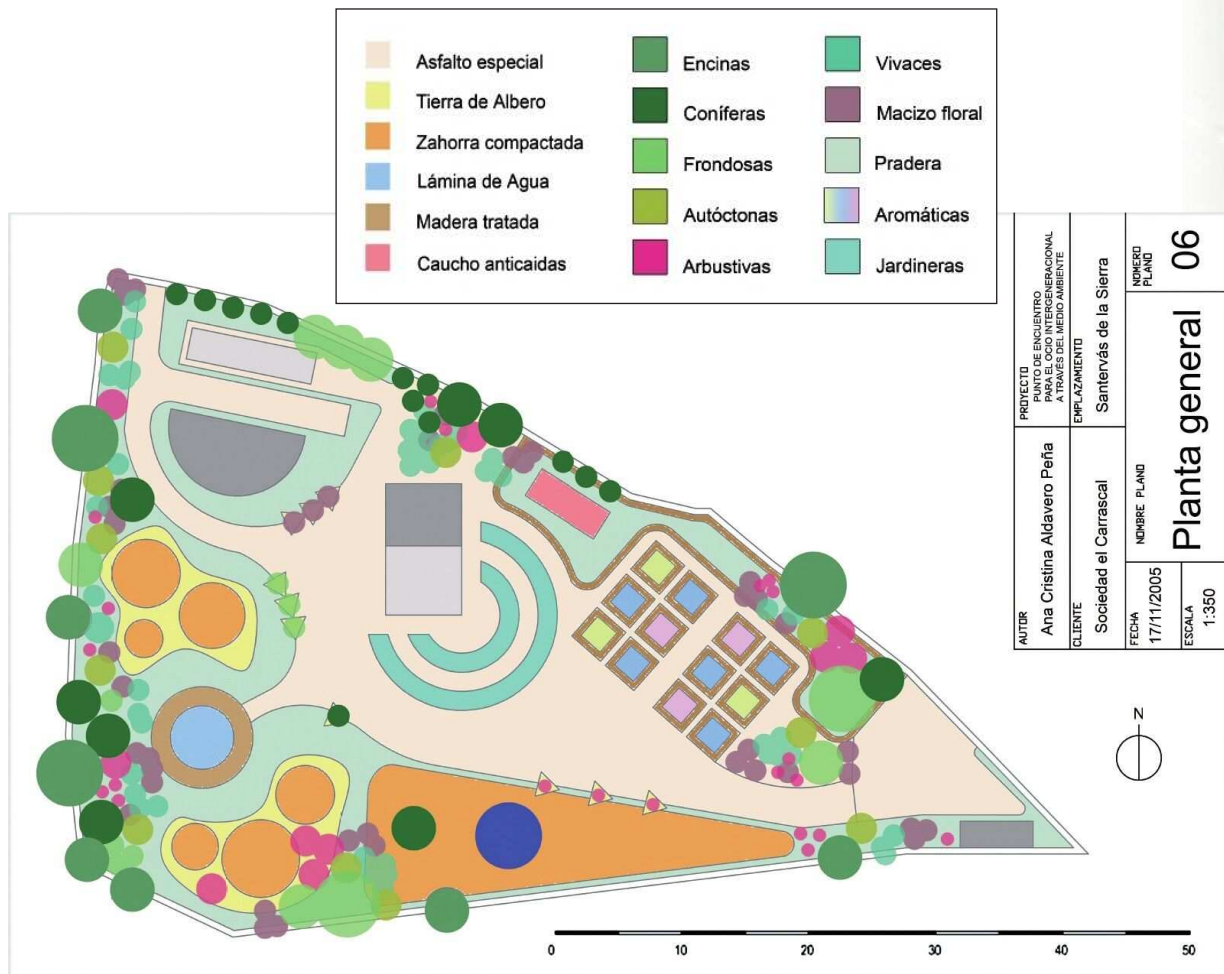 Asfalto especial
Tierra de Albero
Zahorra compactada
Lámina de Agua
Madera tratada
Caucho anticaidas
Encinas
Coníferas
Frondosas
Autóctonas
Arbustivas
Vivaces
Macizo floral
Pradera
Aromáticas
Jardineras
PROYECTO
PUNTO DE ENCUENTRO
PARA EL OCIO INTERGENERACIONAL
A TRAVÉS DEL MEDIO AMBIENTE
EMPLAZAMIENTO
Santervás de la Sierra
NÚMERO
PLANO
06
AUTOR
Ana Cristina Aldavero Peña
CLIENTE
Sociedad el Carrascal
NOMBRE PLANO
Planta general
FECHA
17/11/2005
ESCALA
1:350
N
0 10 20 30 40 50